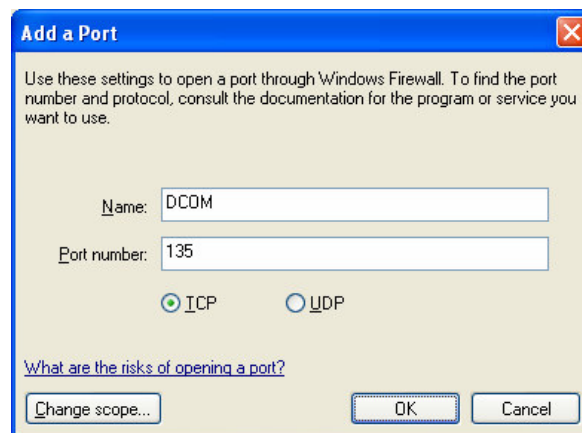 Add a Port
Use these settings to open a port through Windows Firewall. To find the port
number and protocol, consult the documentation for the program or service you
want to use.
Name: DCOM
Port number: 135
TCP UDP
What are the risks of opening a port?
Change scope... OK Cancel